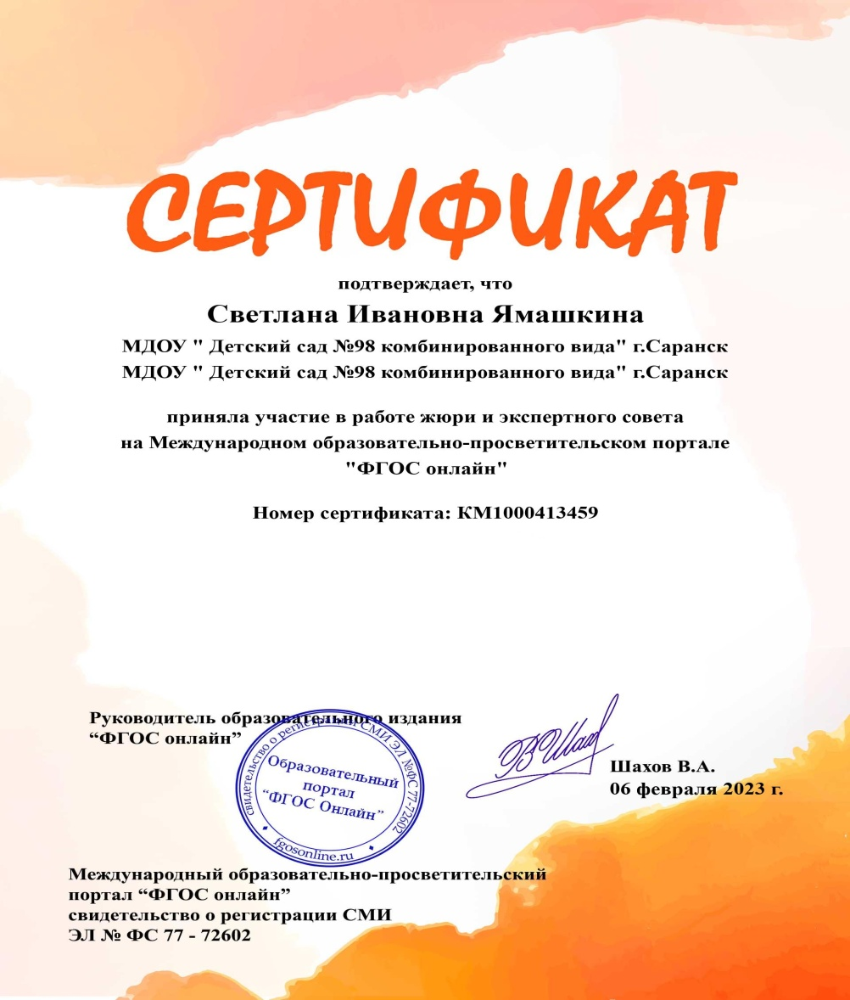 СЕРТИФИКАТ
подтверждает, что
Светлана Ивановна Ямашкина
МДОУ " Детский сад №98 комбинированного вида" г.Саранск
МДОУ " Детский сад №98 комбинированного вида" г.Саранск
приняла участие в работе жюри и экспертного совета
на Международном образовательно-просветительском портале
"ФГОС онлайн"
Номер сертификата: КМ1000413459
Руководитель образовательного издания
“ФГОС онлайн”
свидетельство о регистрации СМИ ЭЛ №ФС 77-72602
Образовательный
портал
“ФГОС Онлайн”
fgosonline.ru
ВШах
Шахов В.А.
06 февраля 2023 г.
Международный образовательно-просветительский
портал “ФГОС онлайн”
свидетельство о регистрации СМИ
ЭЛ № ФС 77 - 72602